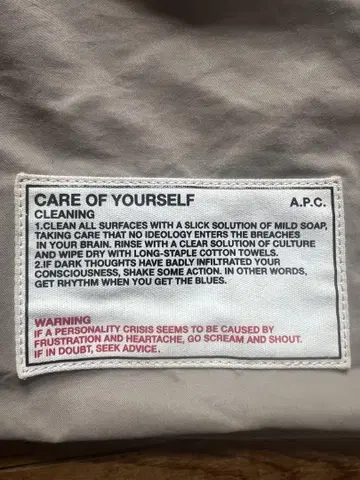 CARE OF YOURSELF A.P.C.
CLEANING
1.CLEAN ALL SURFACES WITH A SLICK SOLUTION OF MILD SOAP,
TAKING CARE THAT NO IDEOLOGY ENTERS THE BREACHES
IN YOUR BRAIN. RINSE WITH A CLEAR SOLUTION OF CULTURE
AND WIPE DRY WITH LONG-STAPLE COTTON TOWELS.
2.IF DARK THOUGHTS HAVE BADLY INFILTRATED YOUR
CONSCIOUSNESS, SHAKE SOME ACTION. IN OTHER WORDS,
GET RHYTHM WHEN YOU GET THE BLUES.
WARNING
IF A PERSONALITY CRISIS SEEMS TO BE CAUSED BY
FRUSTRATION AND HEARTACHE, GO SCREAM AND SHOUT.
IF IN DOUBT, SEEK ADVICE.